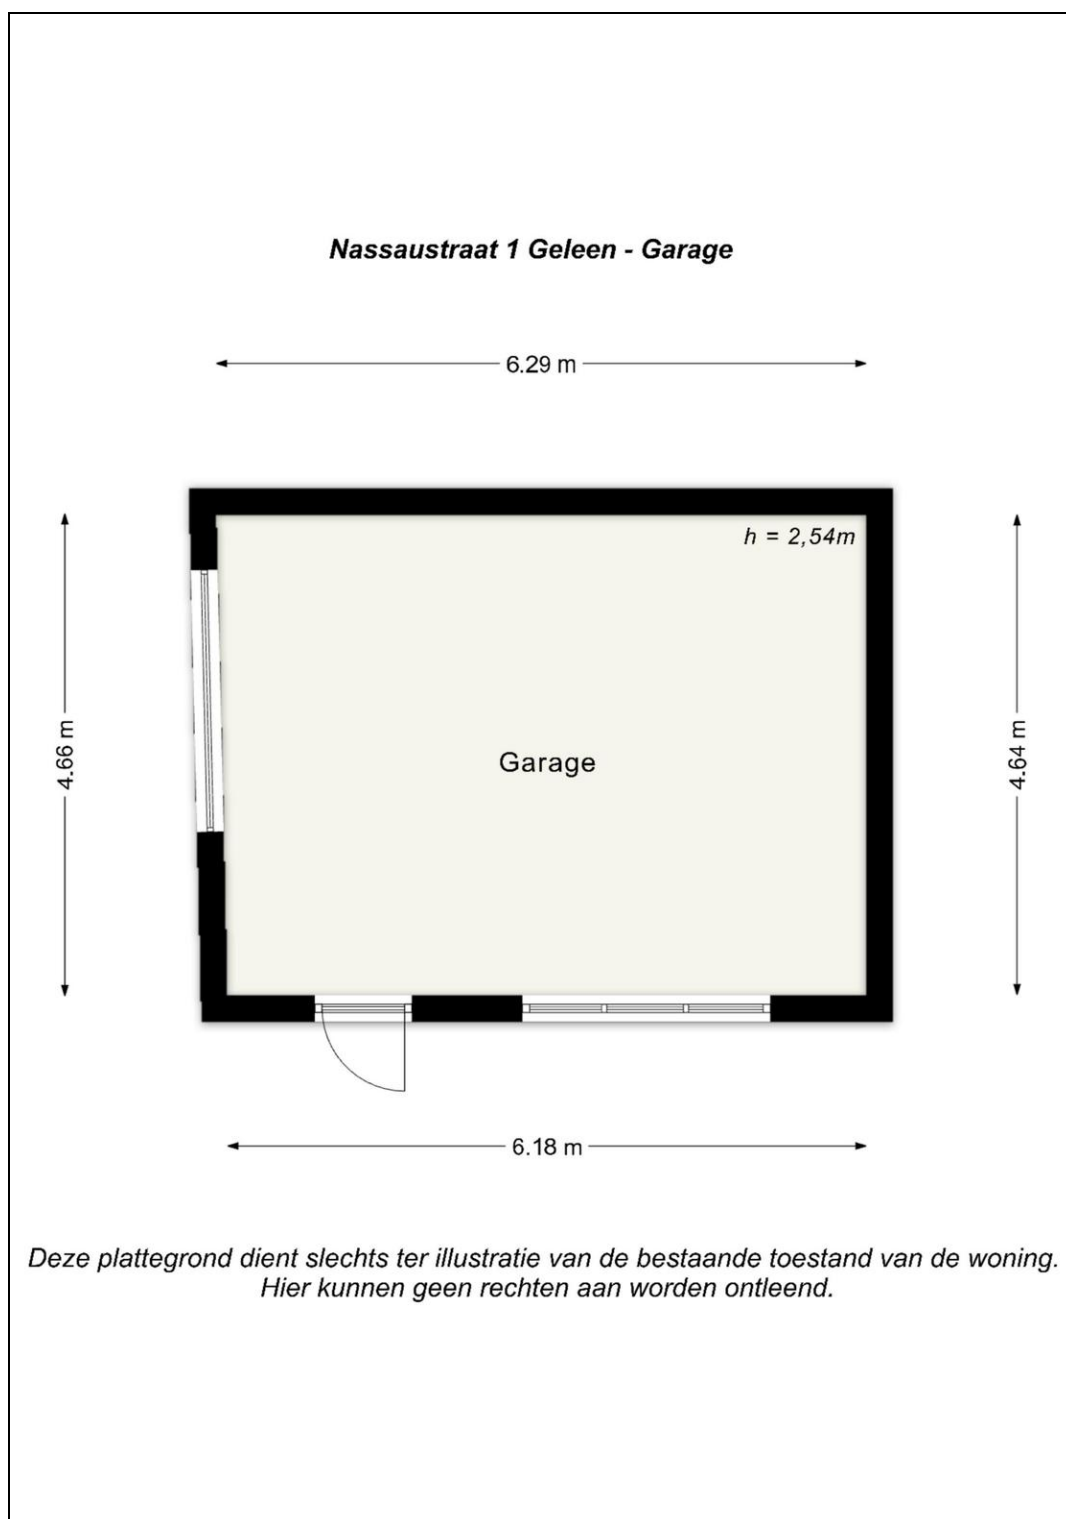 Nassaustraat 1 Geleen - Garage
6.29 m
h = 2,54m
4.66 m
Garage
4.64 m
6.18 m
Deze plattegrond dient slechts ter illustratie van de bestaande toestand van de woning.
Hier kunnen geen rechten aan worden ontleend.